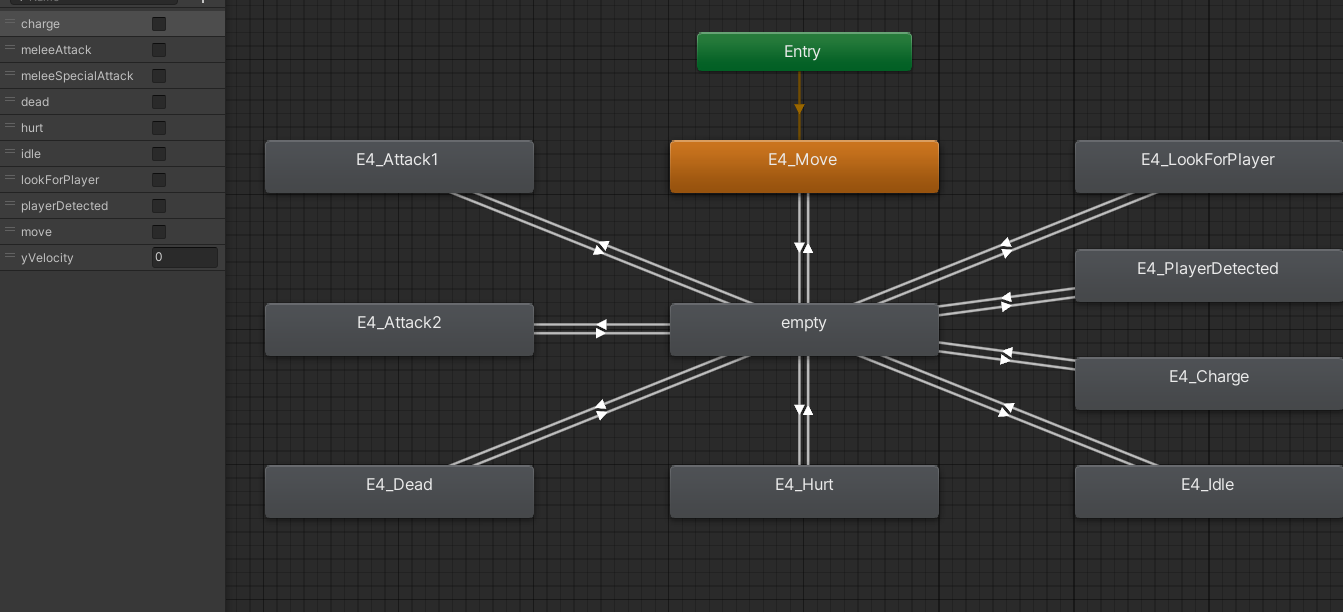 charge
meleeAttack
meleeSpecialAttack
dead
hurt
idle
lookForPlayer
playerDetected
move
yVelocity 0
Entry
E4_Attack1 E4_Move E4_LookForPlayer
E4_PlayerDetected
E4_Attack2 empty
E4_Charge
E4_Dead E4_Hurt E4_Idle